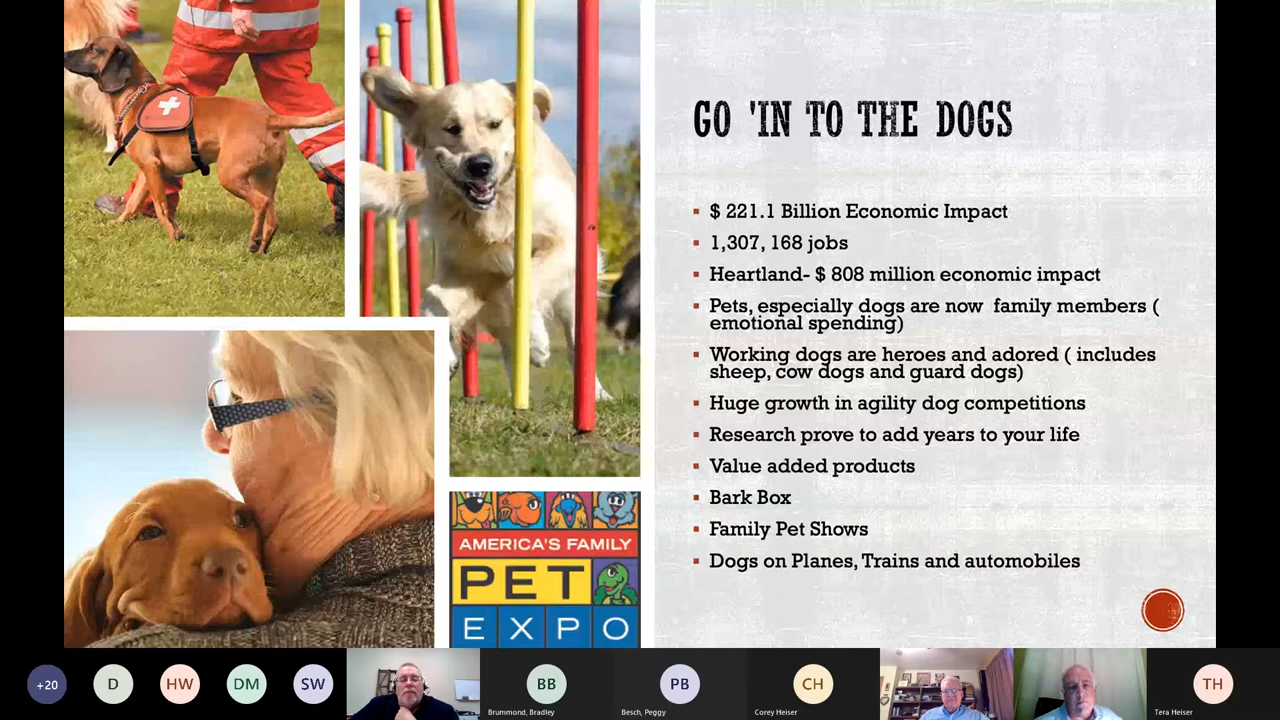 GO 'IN TO THE DOGS
$ 221.1 Billion Economic Impact
1,307, 168 jobs
Heartland- $ 808 million economic impact
Pets, especially dogs are now family members (
emotional spending)
Working dogs are heroes and adored ( includes
sheep, cow dogs and guard dogs)
Huge growth in agility dog competitions
Research prove to add years to your life
Value added products
Bark Box
Family Pet Shows
Dogs on Planes, Trains and automobiles
AMERICA'S FAMILY
PET
EXPO
+20
D
HW
DM
SW
BB
Brummond, Bradley
PB
Besch, Peggy
CH
Corey Heiser
TH
Tera Heiser